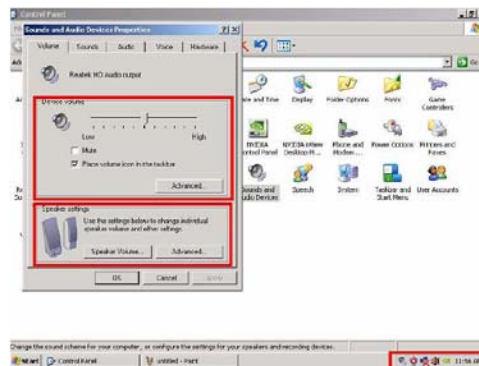 Control Panel
Sounds and Audio Devices Properties
Volume
Sounds
Audio
Voice
Hardware
Realtek HD Audio output
Device volume
Low
High
Mute
Place volume icon in the taskbar
Advanced...
Speaker settings
Use the settings below to change individual
speaker volume and other settings.
Speaker Volume...
Advanced...
OK
Cancel
Apply
Date and Time
Display
Folder Options
Fonts
Game
Controllers
NVIDIA
Control Panel
NVIDIA nView
Desktop M...
Phone and
Modem ...
Power Options
Printers and
Faxes
Sounds and
Audio Devices
Speech
System
Taskbar and
Start Menu
User Accounts
Change the sound scheme for your computer, or configure the settings for your speakers and recording devices.
Start
Control Panel
untitled - Paint